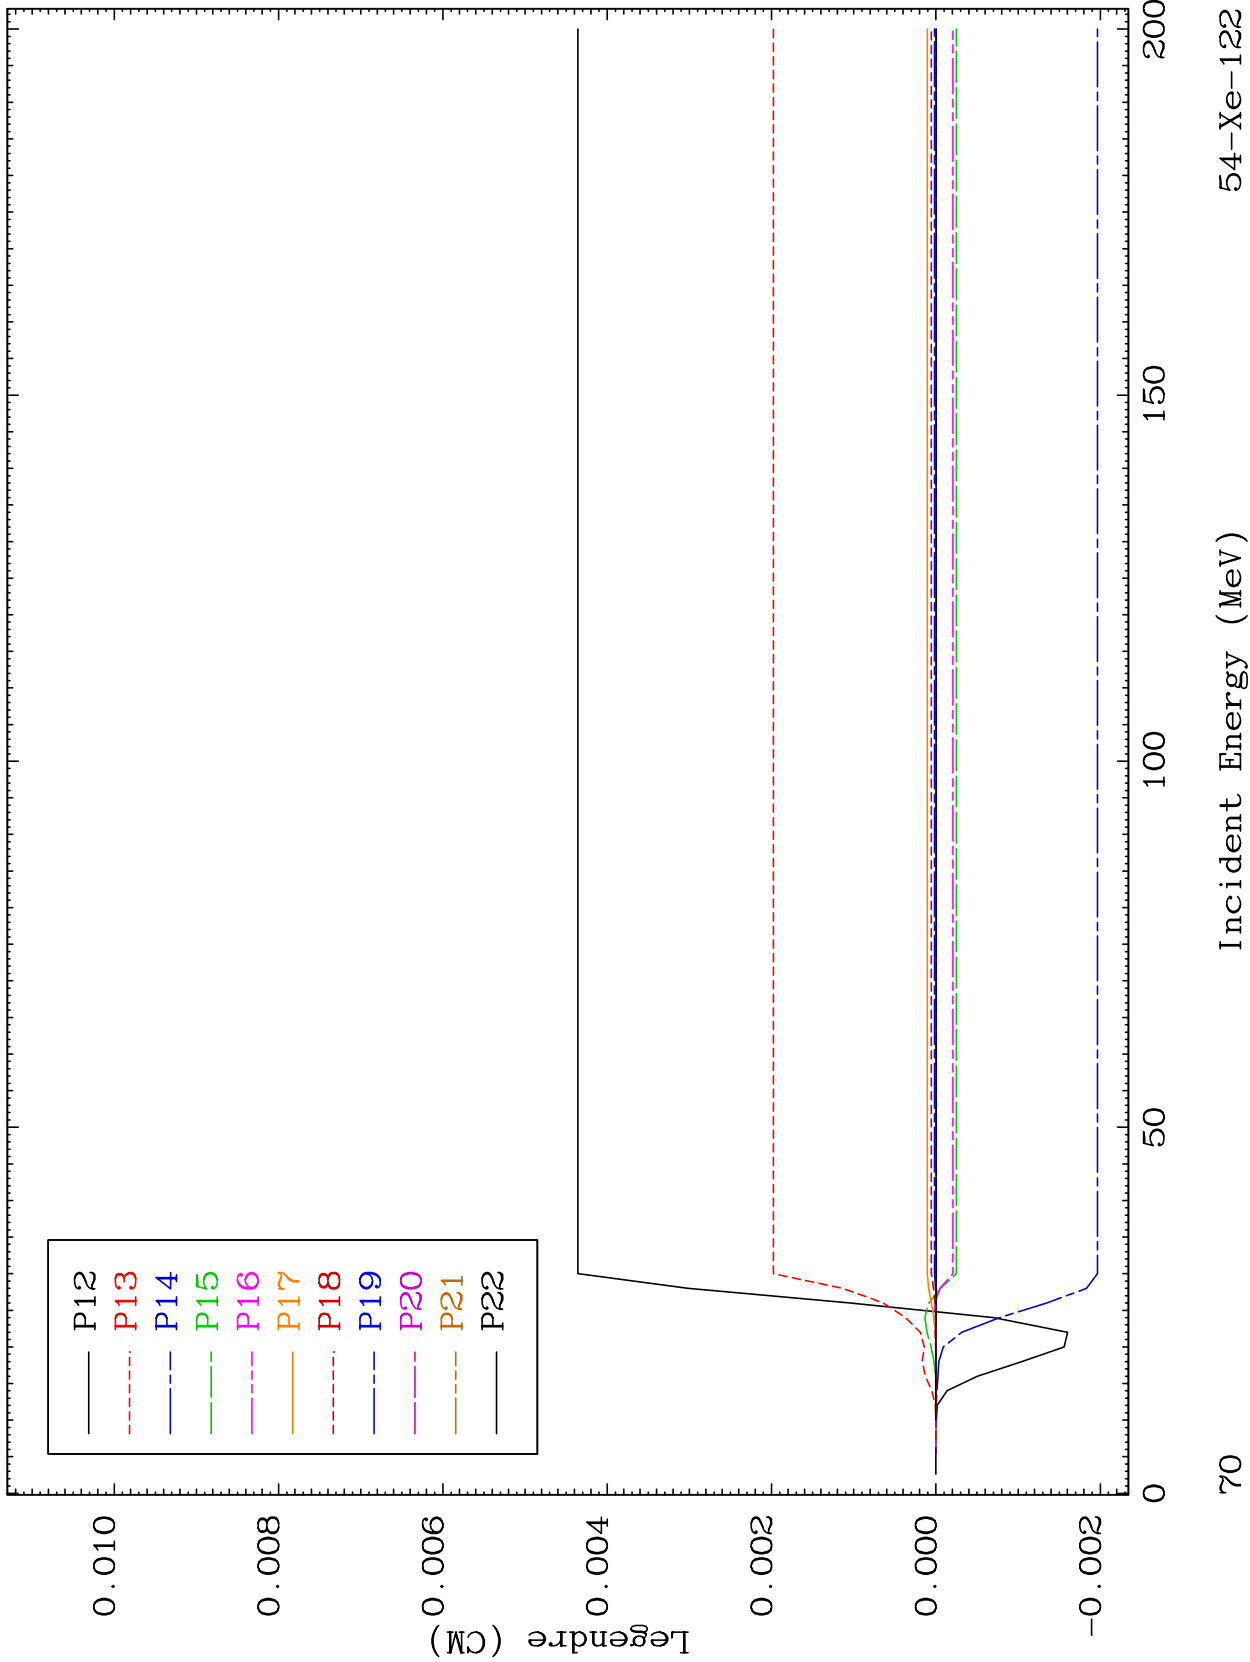 Legendre (CM)
0.010
0.008
0.006
0.004
0.002
0.000
-0.002
P12
P13
P14
P15
P16
P17
P18
P19
P20
P21
P22
0
50
100
150
200
70
Incident Energy (MeV)
54-Xe-122